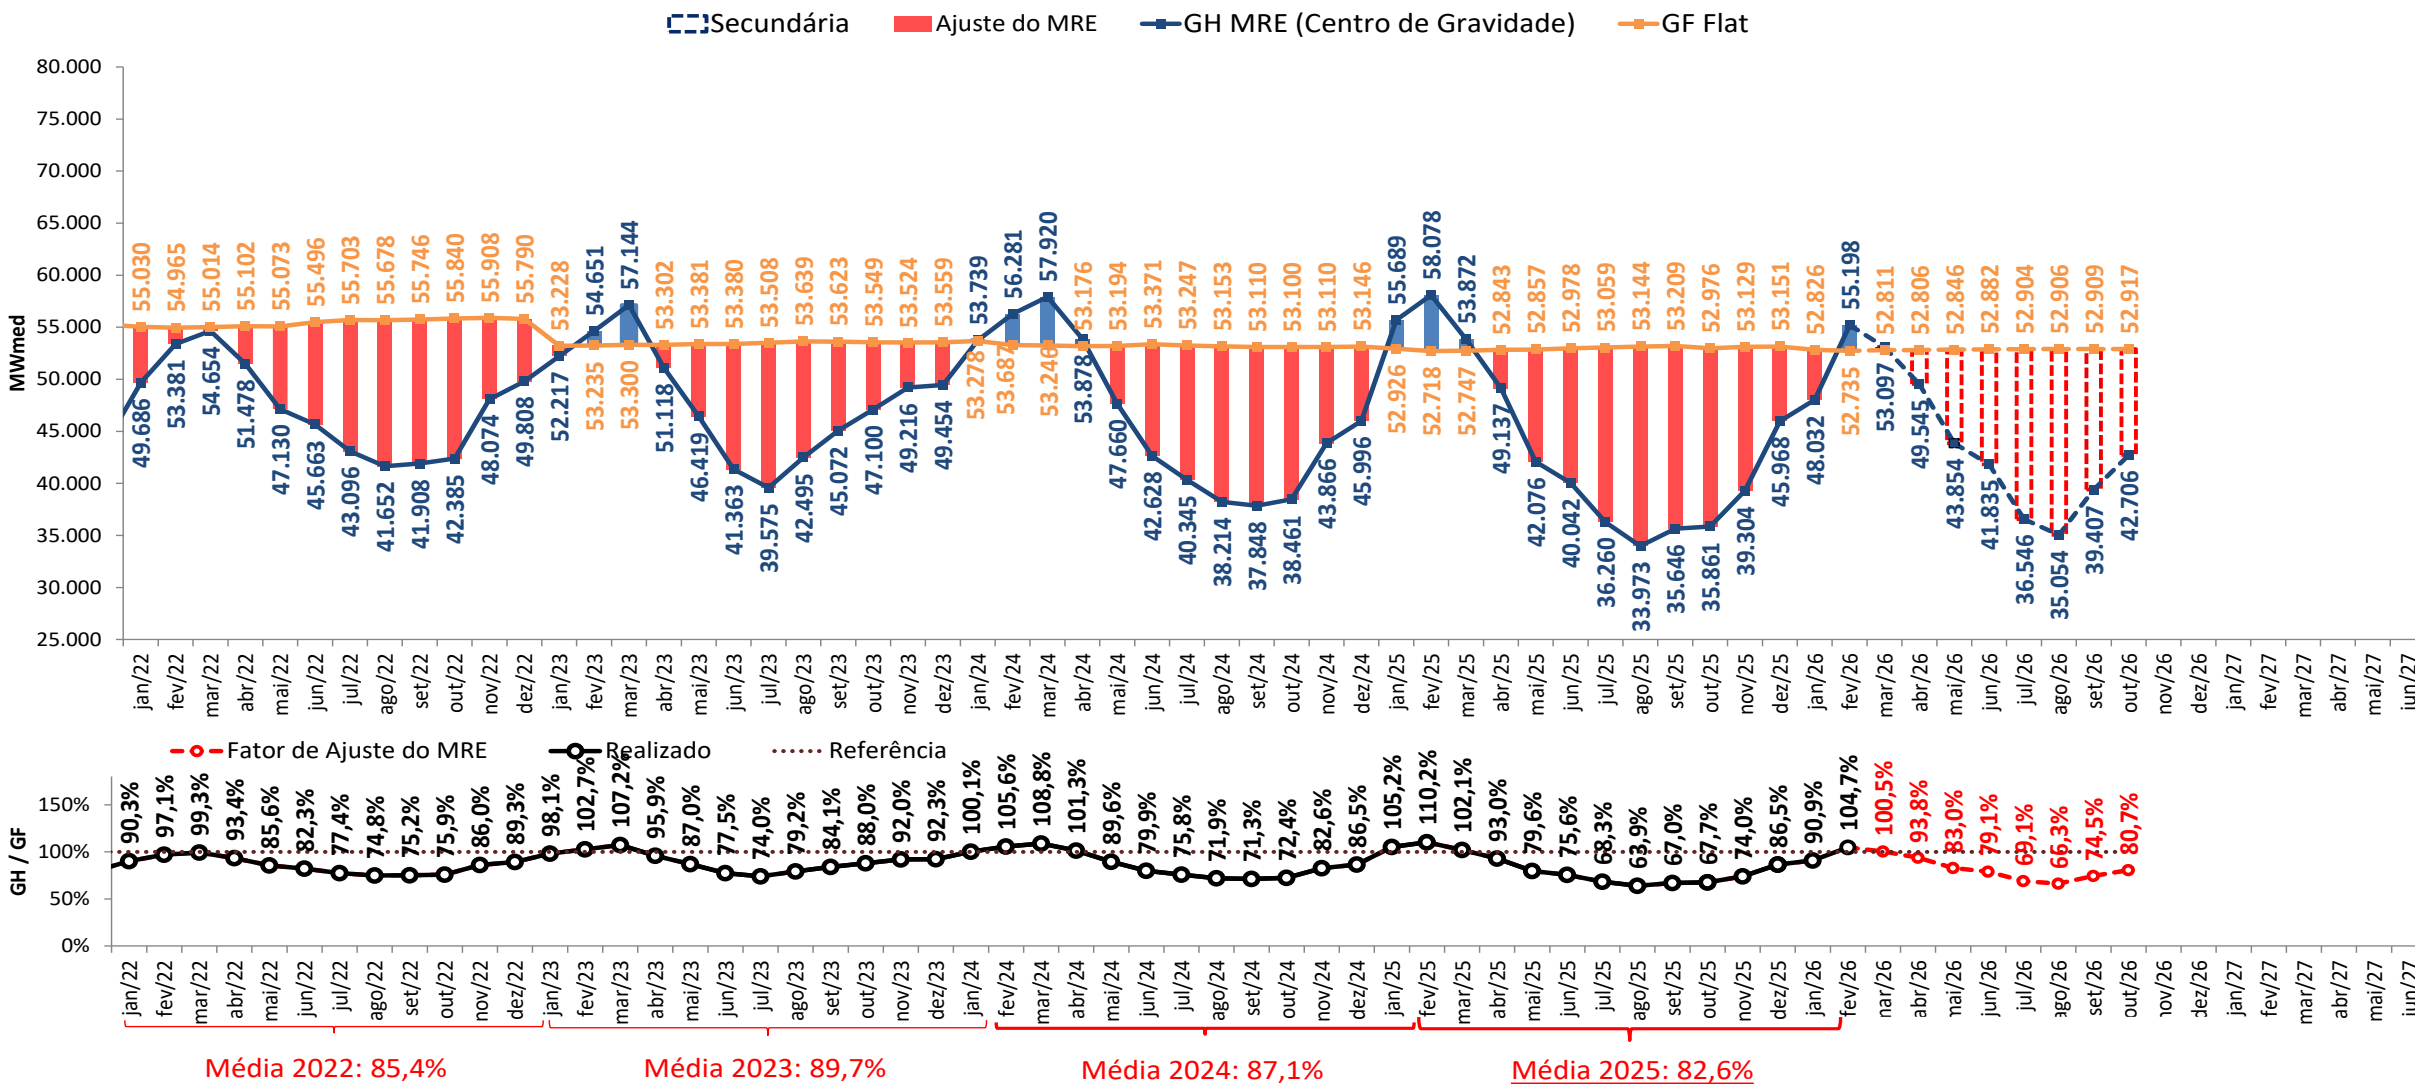 Secundária Ajuste do MRE GH MRE (Centro de Gravidade) GF Flat
MWmed
80.000
75.000
70.000
65.000
60.000
55.000
50.000
45.000
40.000
35.000
30.000
25.000
55.030 54.965 55.014 55.102 55.073 55.496 55.703 55.678 55.746 55.840 55.908 55.790 53.228 54.651 57.144 53.302 53.381 53.380 53.508 53.639 53.623 53.549 53.524 53.559 53.739 56.281 57.920 53.176 53.194 53.371 53.247 53.153 53.110 53.100 53.110 53.146 55.689 58.078 53.872 52.843 52.857 52.978 53.059 53.144 53.209 52.976 53.129 53.151 52.826 55.198 52.811 52.806 52.846 52.882 52.904 52.906 52.909 52.917
49.686 53.381 54.654 51.478 47.130 45.663 43.096 41.652 41.908 42.385 48.074 49.808 52.217 53.235 53.300 51.118 46.419 41.363 39.575 42.495 45.072 47.100 49.216 49.454 53.278 53.687 53.246 53.878 47.660 42.628 40.345 38.214 37.848 38.461 43.866 45.996 52.926 52.718 52.747 49.137 42.076 40.042 36.260 33.973 35.646 35.861 39.304 45.968 48.032 52.735 53.097 49.545 43.854 41.835 36.546 35.054 39.407 42.706
jan/22 fev/22 mar/22 abr/22 mai/22 jun/22 jul/22 ago/22 set/22 out/22 nov/22 dez/22 jan/23 fev/23 mar/23 abr/23 mai/23 jun/23 jul/23 ago/23 set/23 out/23 nov/23 dez/23 jan/24 fev/24 mar/24 abr/24 mai/24 jun/24 jul/24 ago/24 set/24 out/24 nov/24 dez/24 jan/25 fev/25 mar/25 abr/25 mai/25 jun/25 jul/25 ago/25 set/25 out/25 nov/25 dez/25 jan/26 fev/26 mar/26 abr/26 mai/26 jun/26 jul/26 ago/26 set/26 out/26 nov/26 dez/26 jan/27 fev/27 mar/27 abr/27 mai/27 jun/27
Fator de Ajuste do MRE Realizado Referência
GH / GF
150%
100%
50%
0%
90,3% 97,1% 99,3% 93,4% 85,6% 82,3% 77,4% 74,8% 75,2% 75,9% 86,0% 89,3% 98,1% 102,7% 107,2% 95,9% 87,0% 77,5% 74,0% 79,2% 84,1% 88,0% 92,0% 92,3% 100,1% 105,6% 108,8% 101,3% 89,6% 79,9% 75,8% 71,9% 71,3% 72,4% 82,6% 86,5% 105,2% 110,2% 102,1% 93,0% 79,6% 75,6% 68,3% 63,9% 67,0% 67,7% 74,0% 86,5% 90,9% 104,7% 100,5% 93,8% 83,0% 79,1% 69,1% 66,3% 74,5% 80,7%
jan/22 fev/22 mar/22 abr/22 mai/22 jun/22 jul/22 ago/22 set/22 out/22 nov/22 dez/22 jan/23 fev/23 mar/23 abr/23 mai/23 jun/23 jul/23 ago/23 set/23 out/23 nov/23 dez/23 jan/24 fev/24 mar/24 abr/24 mai/24 jun/24 jul/24 ago/24 set/24 out/24 nov/24 dez/24 jan/25 fev/25 mar/25 abr/25 mai/25 jun/25 jul/25 ago/25 set/25 out/25 nov/25 dez/25 jan/26 fev/26 mar/26 abr/26 mai/26 jun/26 jul/26 ago/26 set/26 out/26 nov/26 dez/26 jan/27 fev/27 mar/27 abr/27 mai/27 jun/27
Média 2022: 85,4% Média 2023: 89,7% Média 2024: 87,1% Média 2025: 82,6%